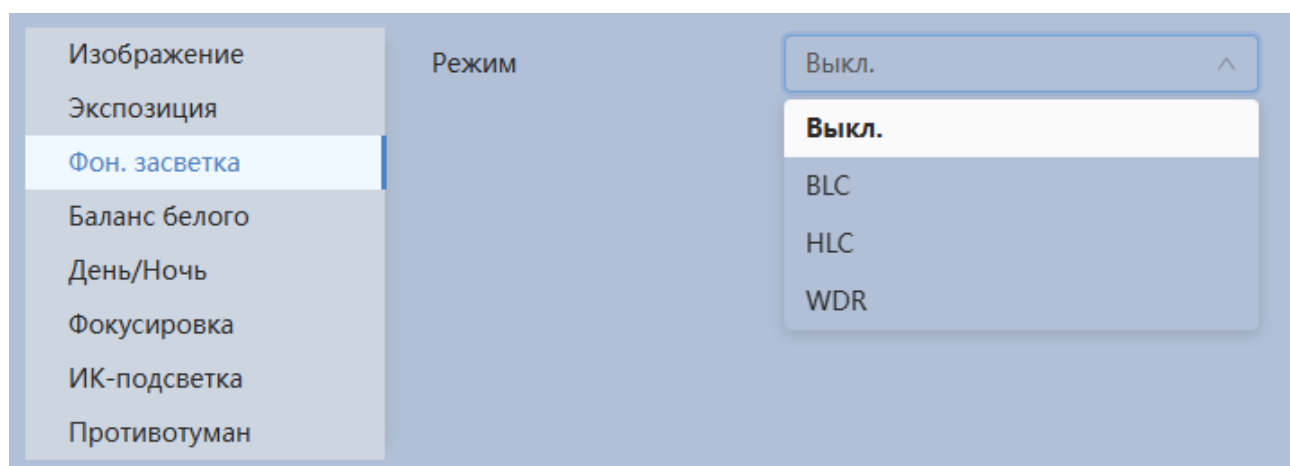 Изображение
Экспозиция
Фон. засветка
Баланс белого
День/Ночь
Фокусировка
ИК-подсветка
Противотуман
Режим
Выкл.
Выкл.
BLC
HLC
WDR